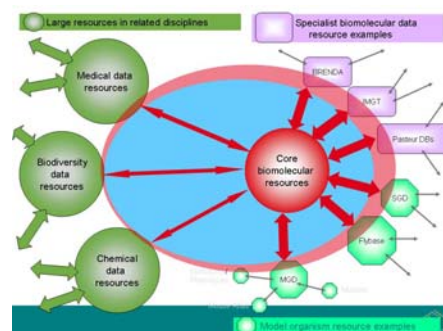 Large resources in related disciplines
Specialist biomolecular data
resource examples
Medical data
resources
BRENDA
IMGT
Pasteur DBs
Biodiversity
data
resources
Core
biomolecular
resources
SGD
Flybase
Chemical
data
resources
MGD
Model organism resource examples